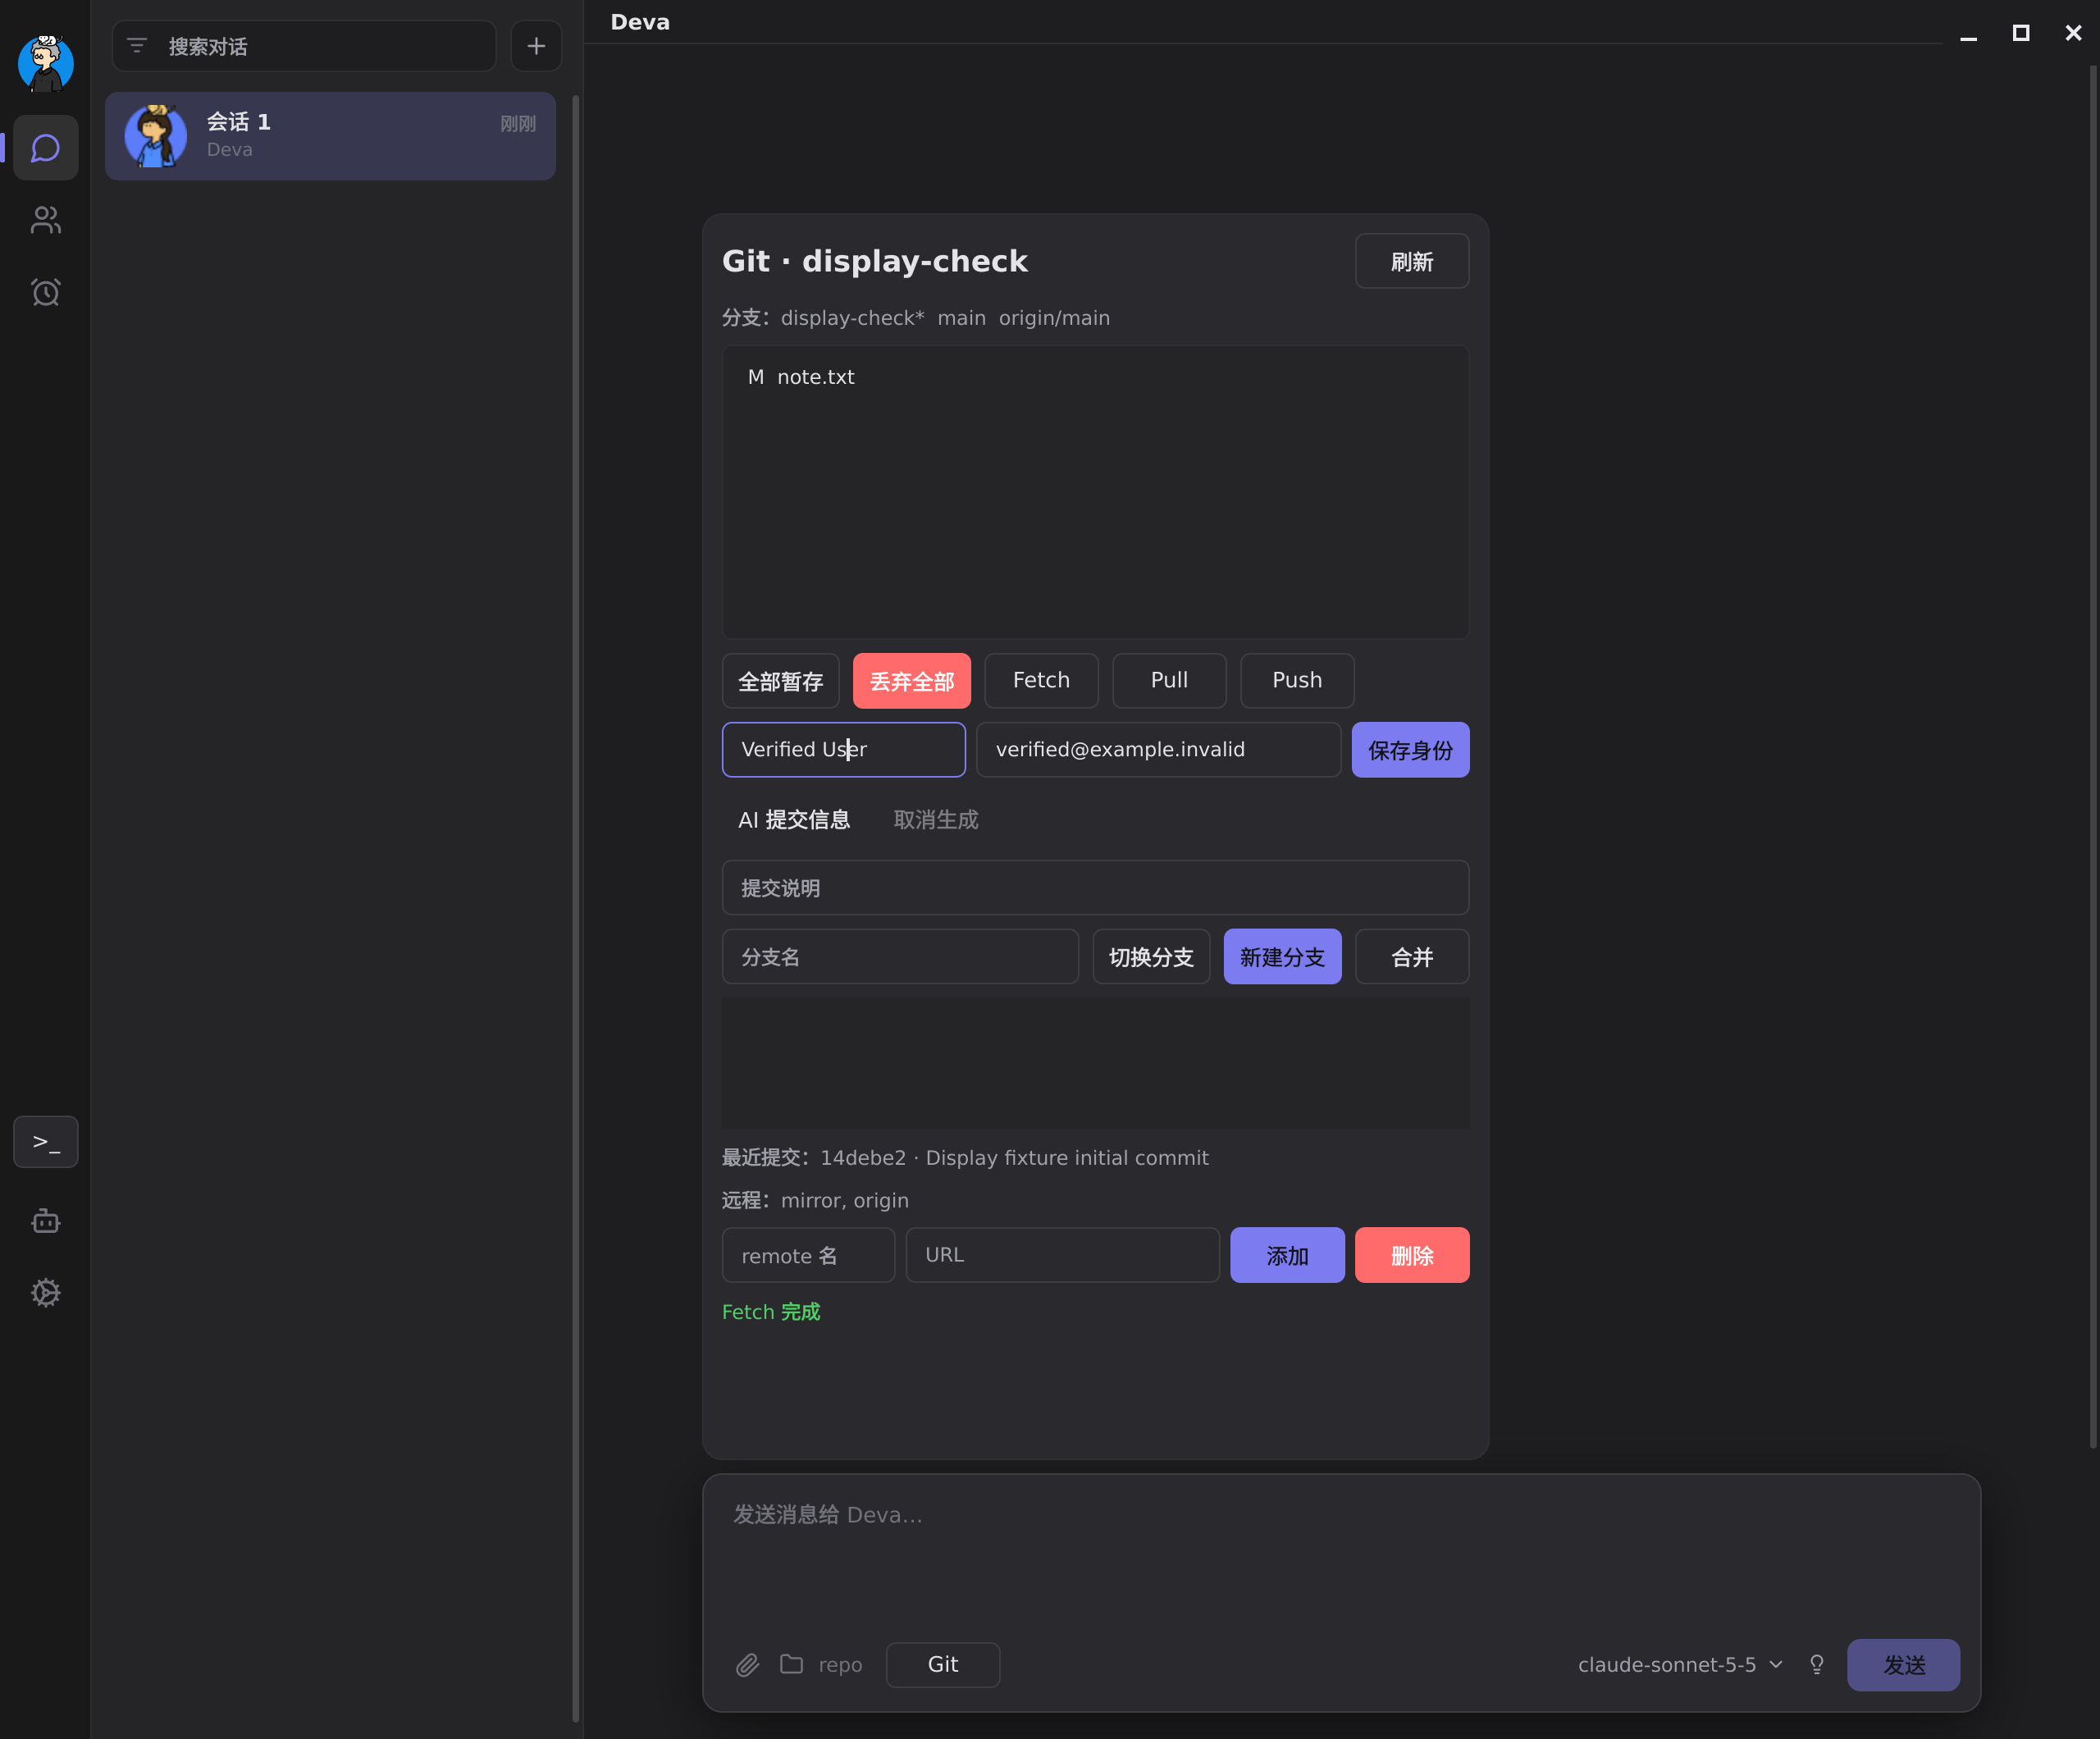 搜索对话
会话 1
刚刚
Deva
>_
Deva
Git · display-check
刷新
分支：display-check* main origin/main
M note.txt
全部暂存
丢弃全部
Fetch
Pull
Push
Verified User
verified@example.invalid
保存身份
AI 提交信息
取消生成
提交说明
分支名
切换分支
新建分支
合并
最近提交：14debe2 · Display fixture initial commit
远程：mirror, origin
remote 名
URL
添加
删除
Fetch 完成
发送消息给 Deva…
repo
Git
claude-sonnet-5-5
发送